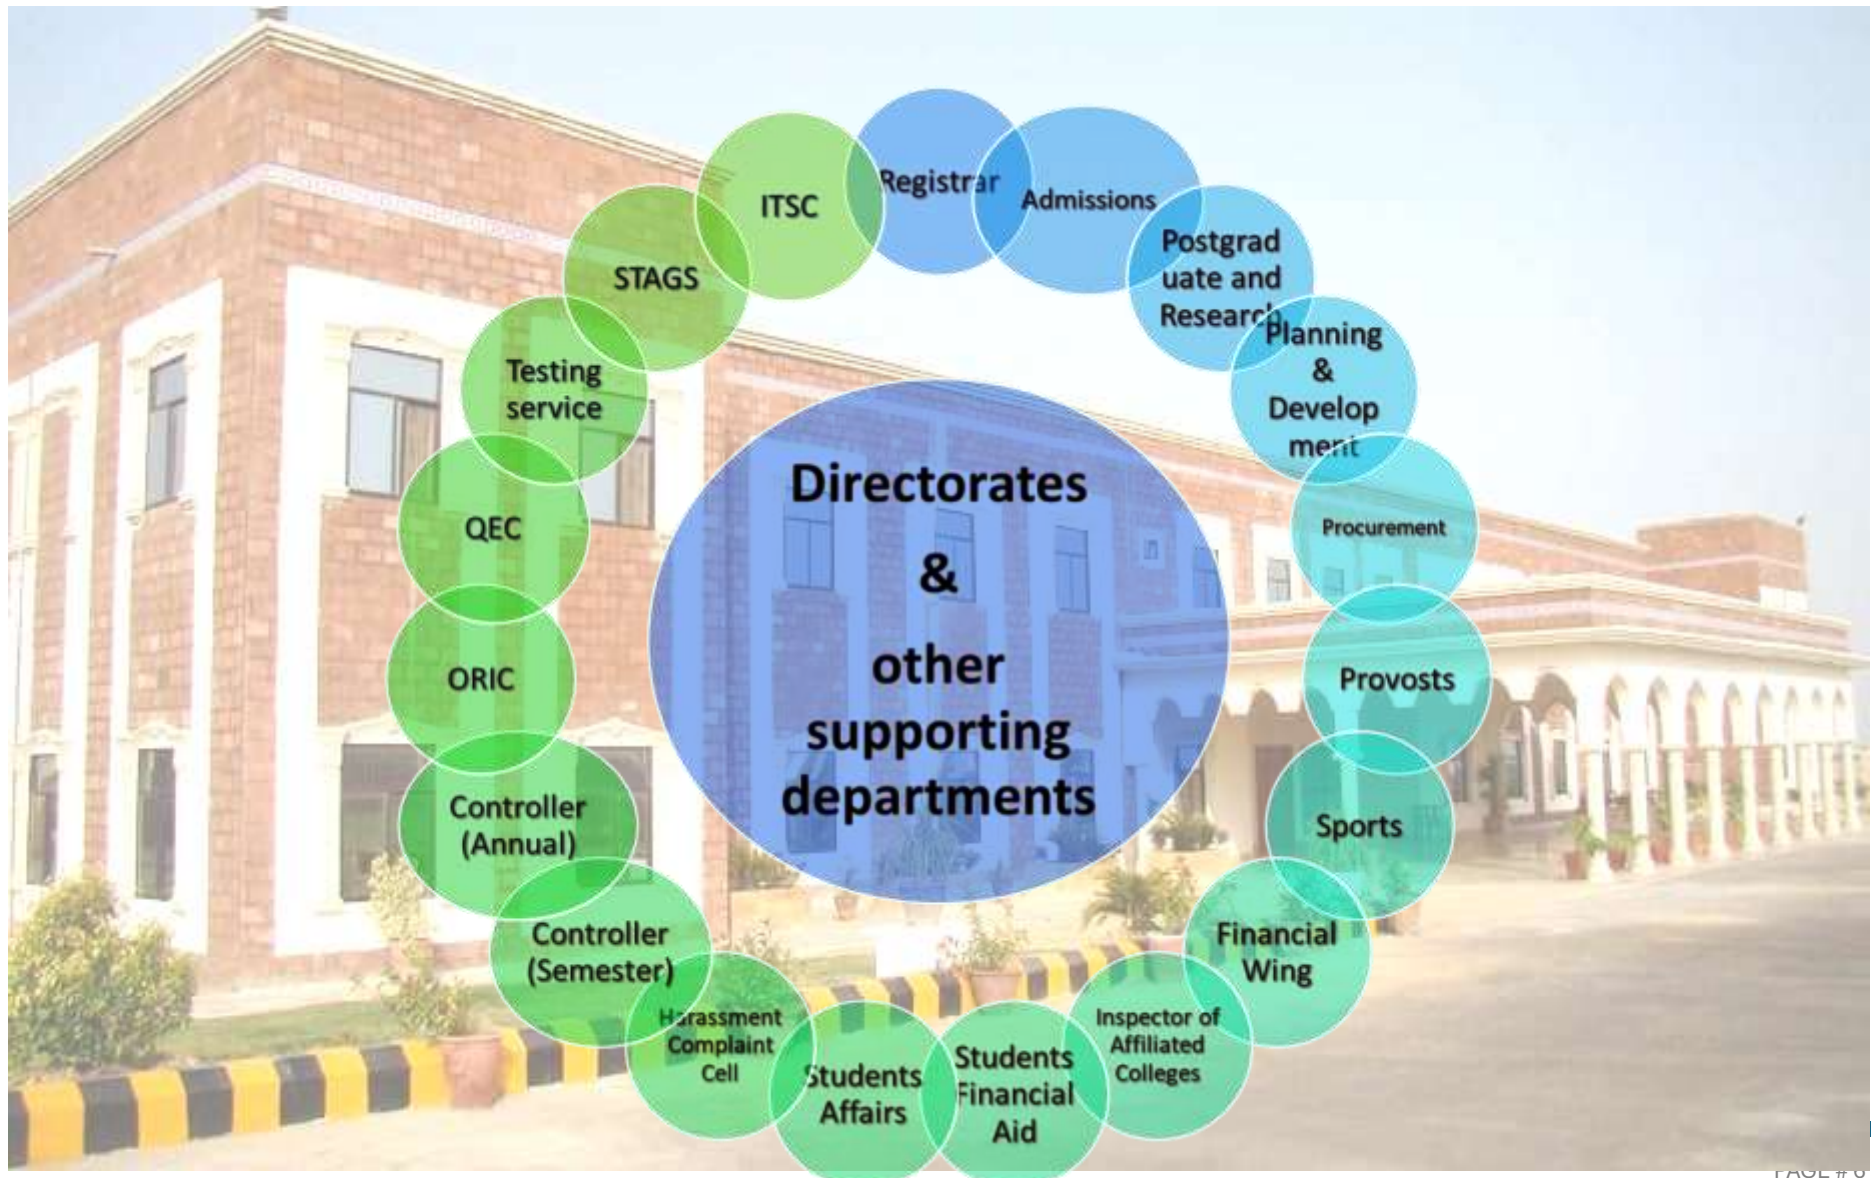 Directorates
&
other
supporting
departments
Registrar
Admissions
Postgrad
uate and
Research
Planning
&
Develop
ment
Procurement
Provosts
Sports
Financial
Wing
Inspector of
Affiliated
Colleges
Students
Financial
Aid
Students
Affairs
Harassment
Complaint
Cell
Controller
(Semester)
Controller
(Annual)
ORIC
QEC
Testing
service
STAGS
ITSC
PAGE # 6